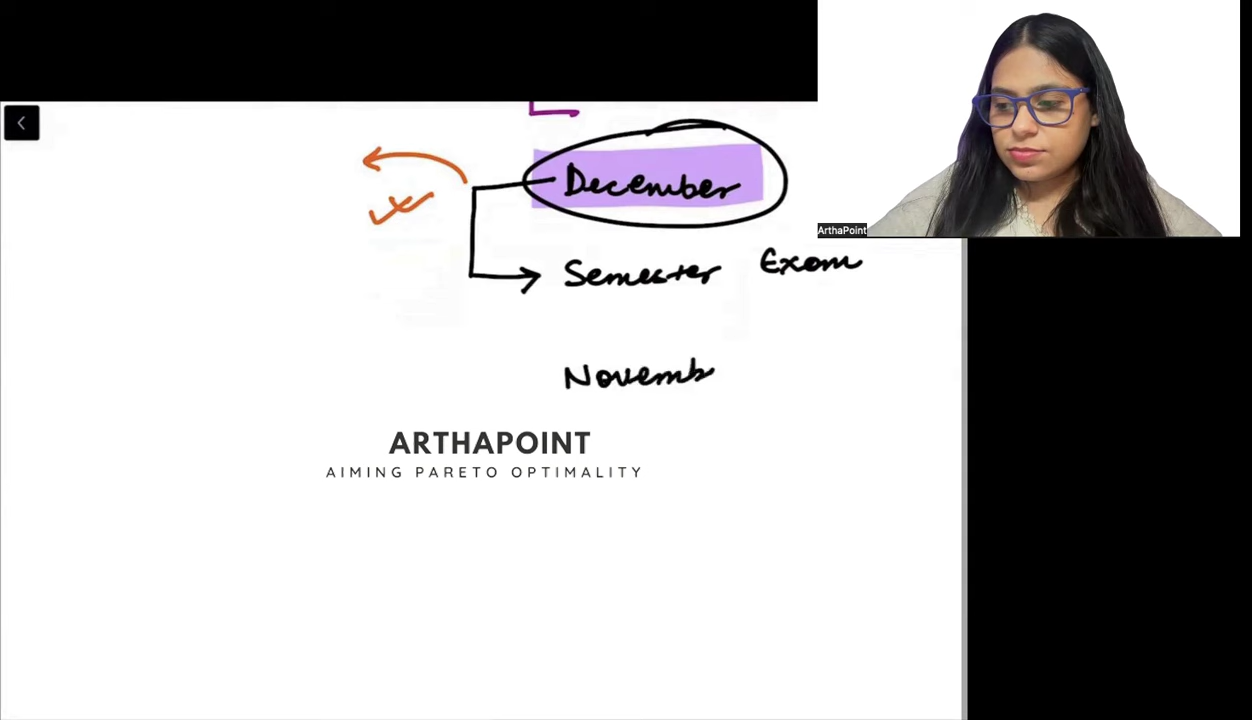 December
ArthaPoint
Semester Exam
Novemb
ARTHAPOINT
AIMING PARETO OPTIMALITY